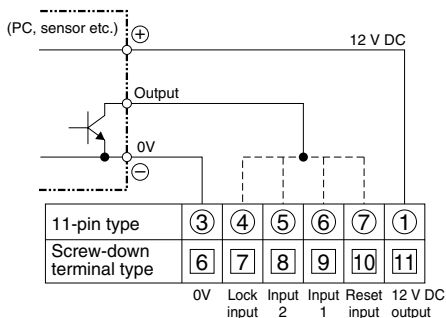 (PC, sensor etc.)
+
12 V DC
Output
0V
−
11-pin type ③ ④ ⑤ ⑥ ⑦ ①
Screw-down terminal type 6 7 8 9 10 11
0V Lock input Input 2 Input 1 Reset input 12 V DC output